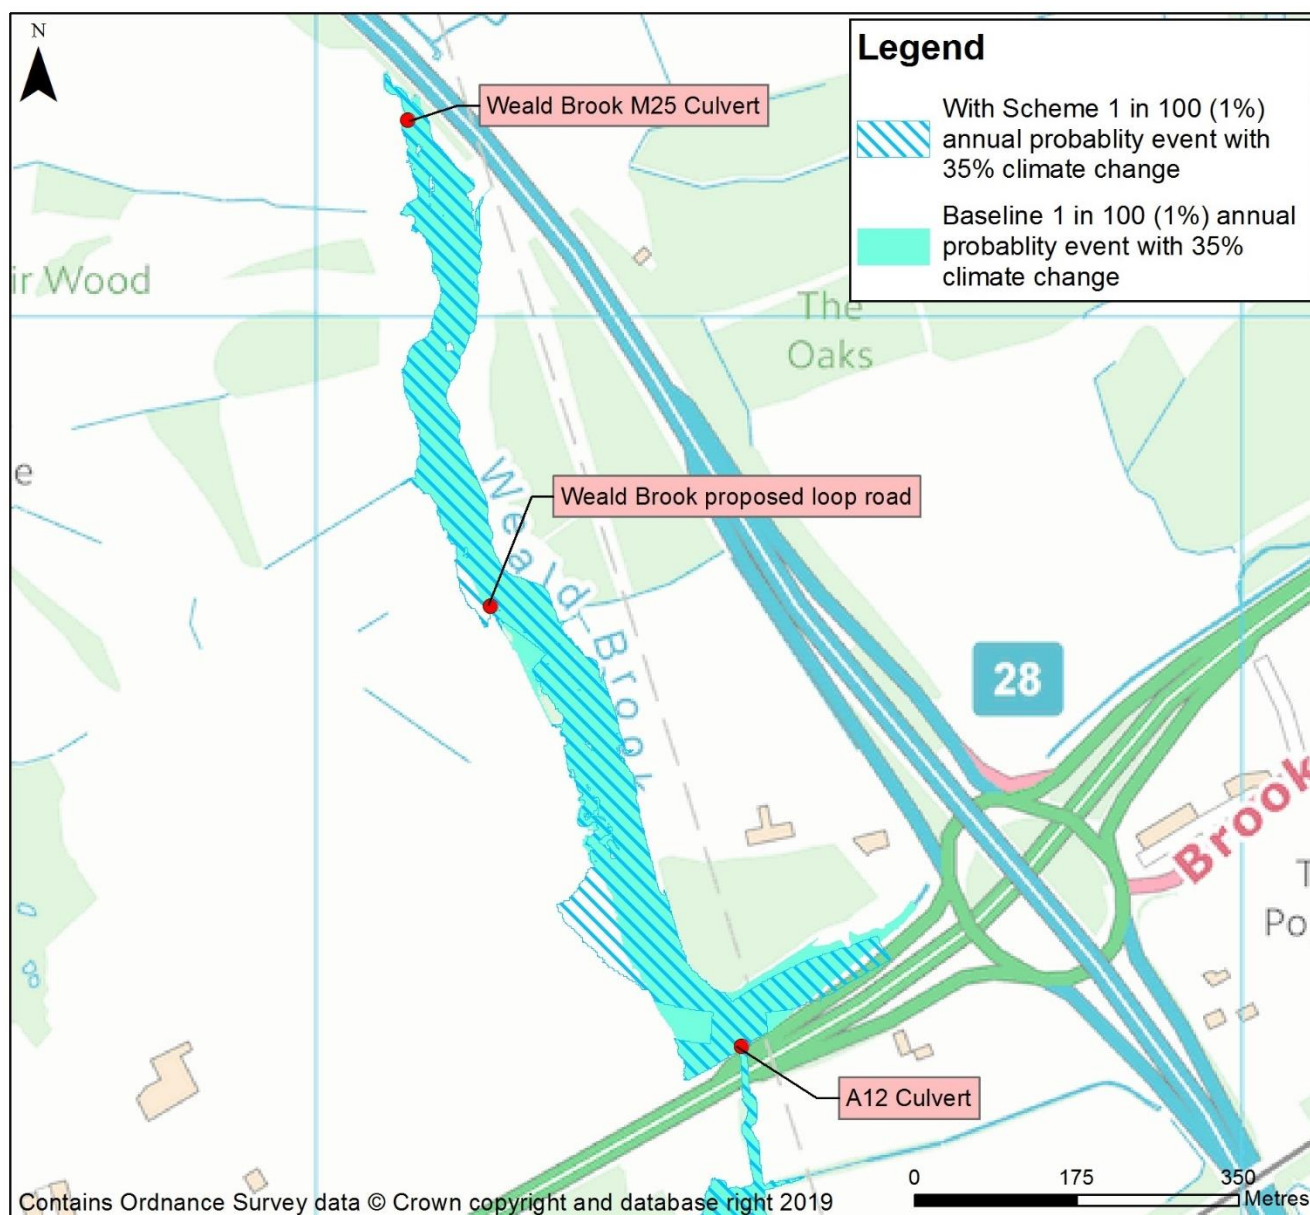 N
Legend
With Scheme 1 in 100 (1%)
annual probablity event with
35% climate change
Baseline 1 in 100 (1%) annual
probablity event with 35%
climate change
Weald Brook M25 Culvert
ir Wood
The
Oaks
e
Weald Brook proposed loop road
Weald Brook
28
Brook
T
Po
A12 Culvert
0 175 350
Metres
Contains Ordnance Survey data © Crown copyright and database right 2019